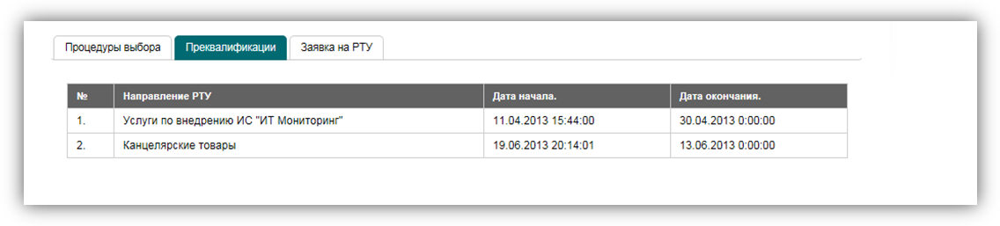 Процедуры выбора Преквалификации Заявка на РТУ
№ Направление РТУ Дата начала. Дата окончания.
1. Услуги по внедрению ИС "ИТ Мониторинг" 11.04.2013 15:44:00 30.04.2013 0:00:00
2. Канцелярские товары 19.06.2013 20:14:01 13.06.2013 0:00:00